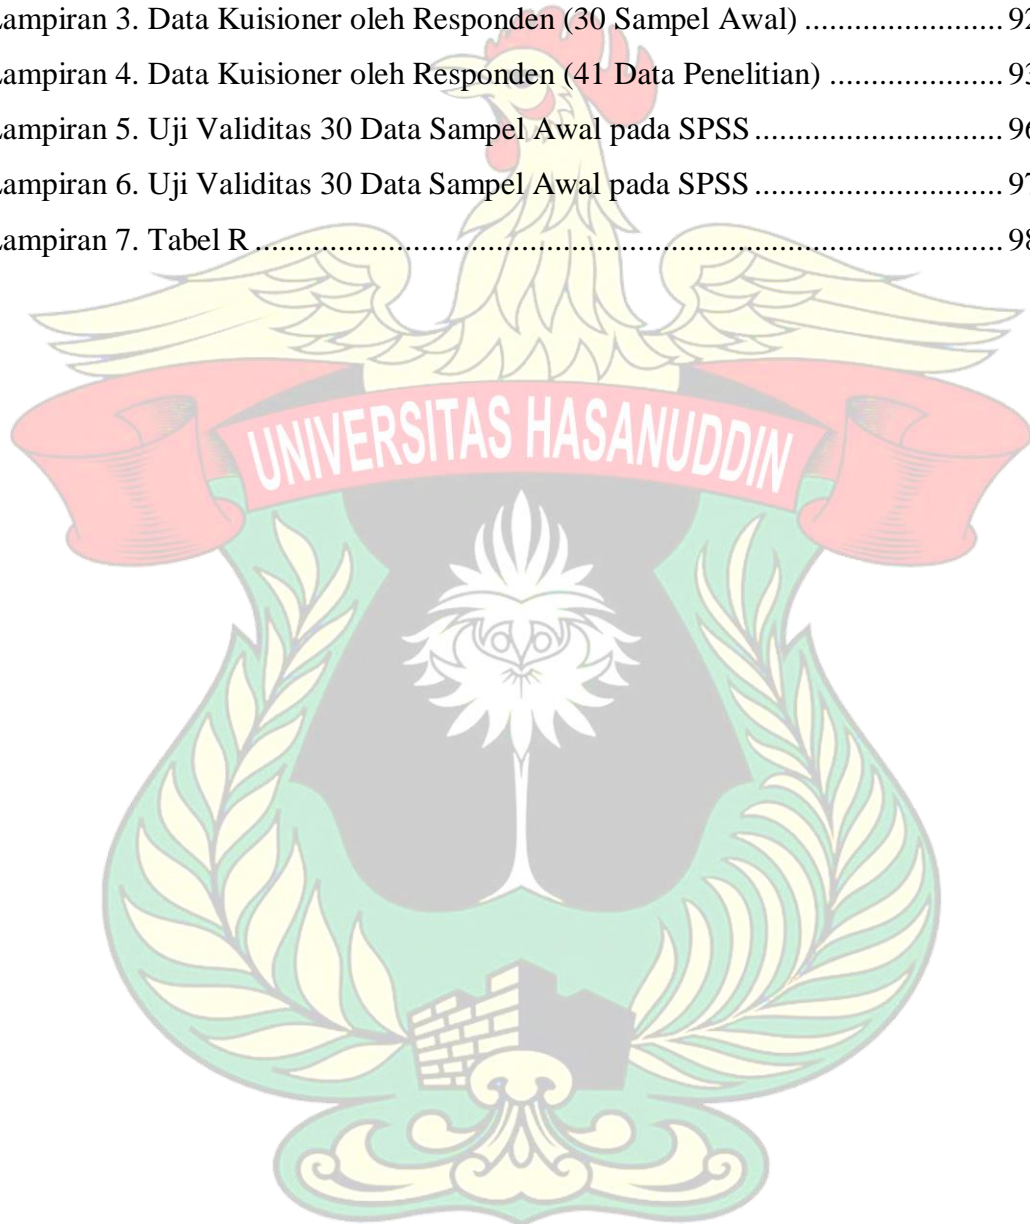 Lampiran 3. Data Kuisioner oleh Responden (30 Sampel Awal) ..................... 92
Lampiran 4. Data Kuisioner oleh Responden (41 Data Penelitian) ................... 93
Lampiran 5. Uji Validitas 30 Data Sampel Awal pada SPSS ........................... 96
Lampiran 6. Uji Validitas 30 Data Sampel Awal pada SPSS ........................... 97
Lampiran 7. Tabel R ................................................................................. 98
UNIVERSITAS HASANUDDIN